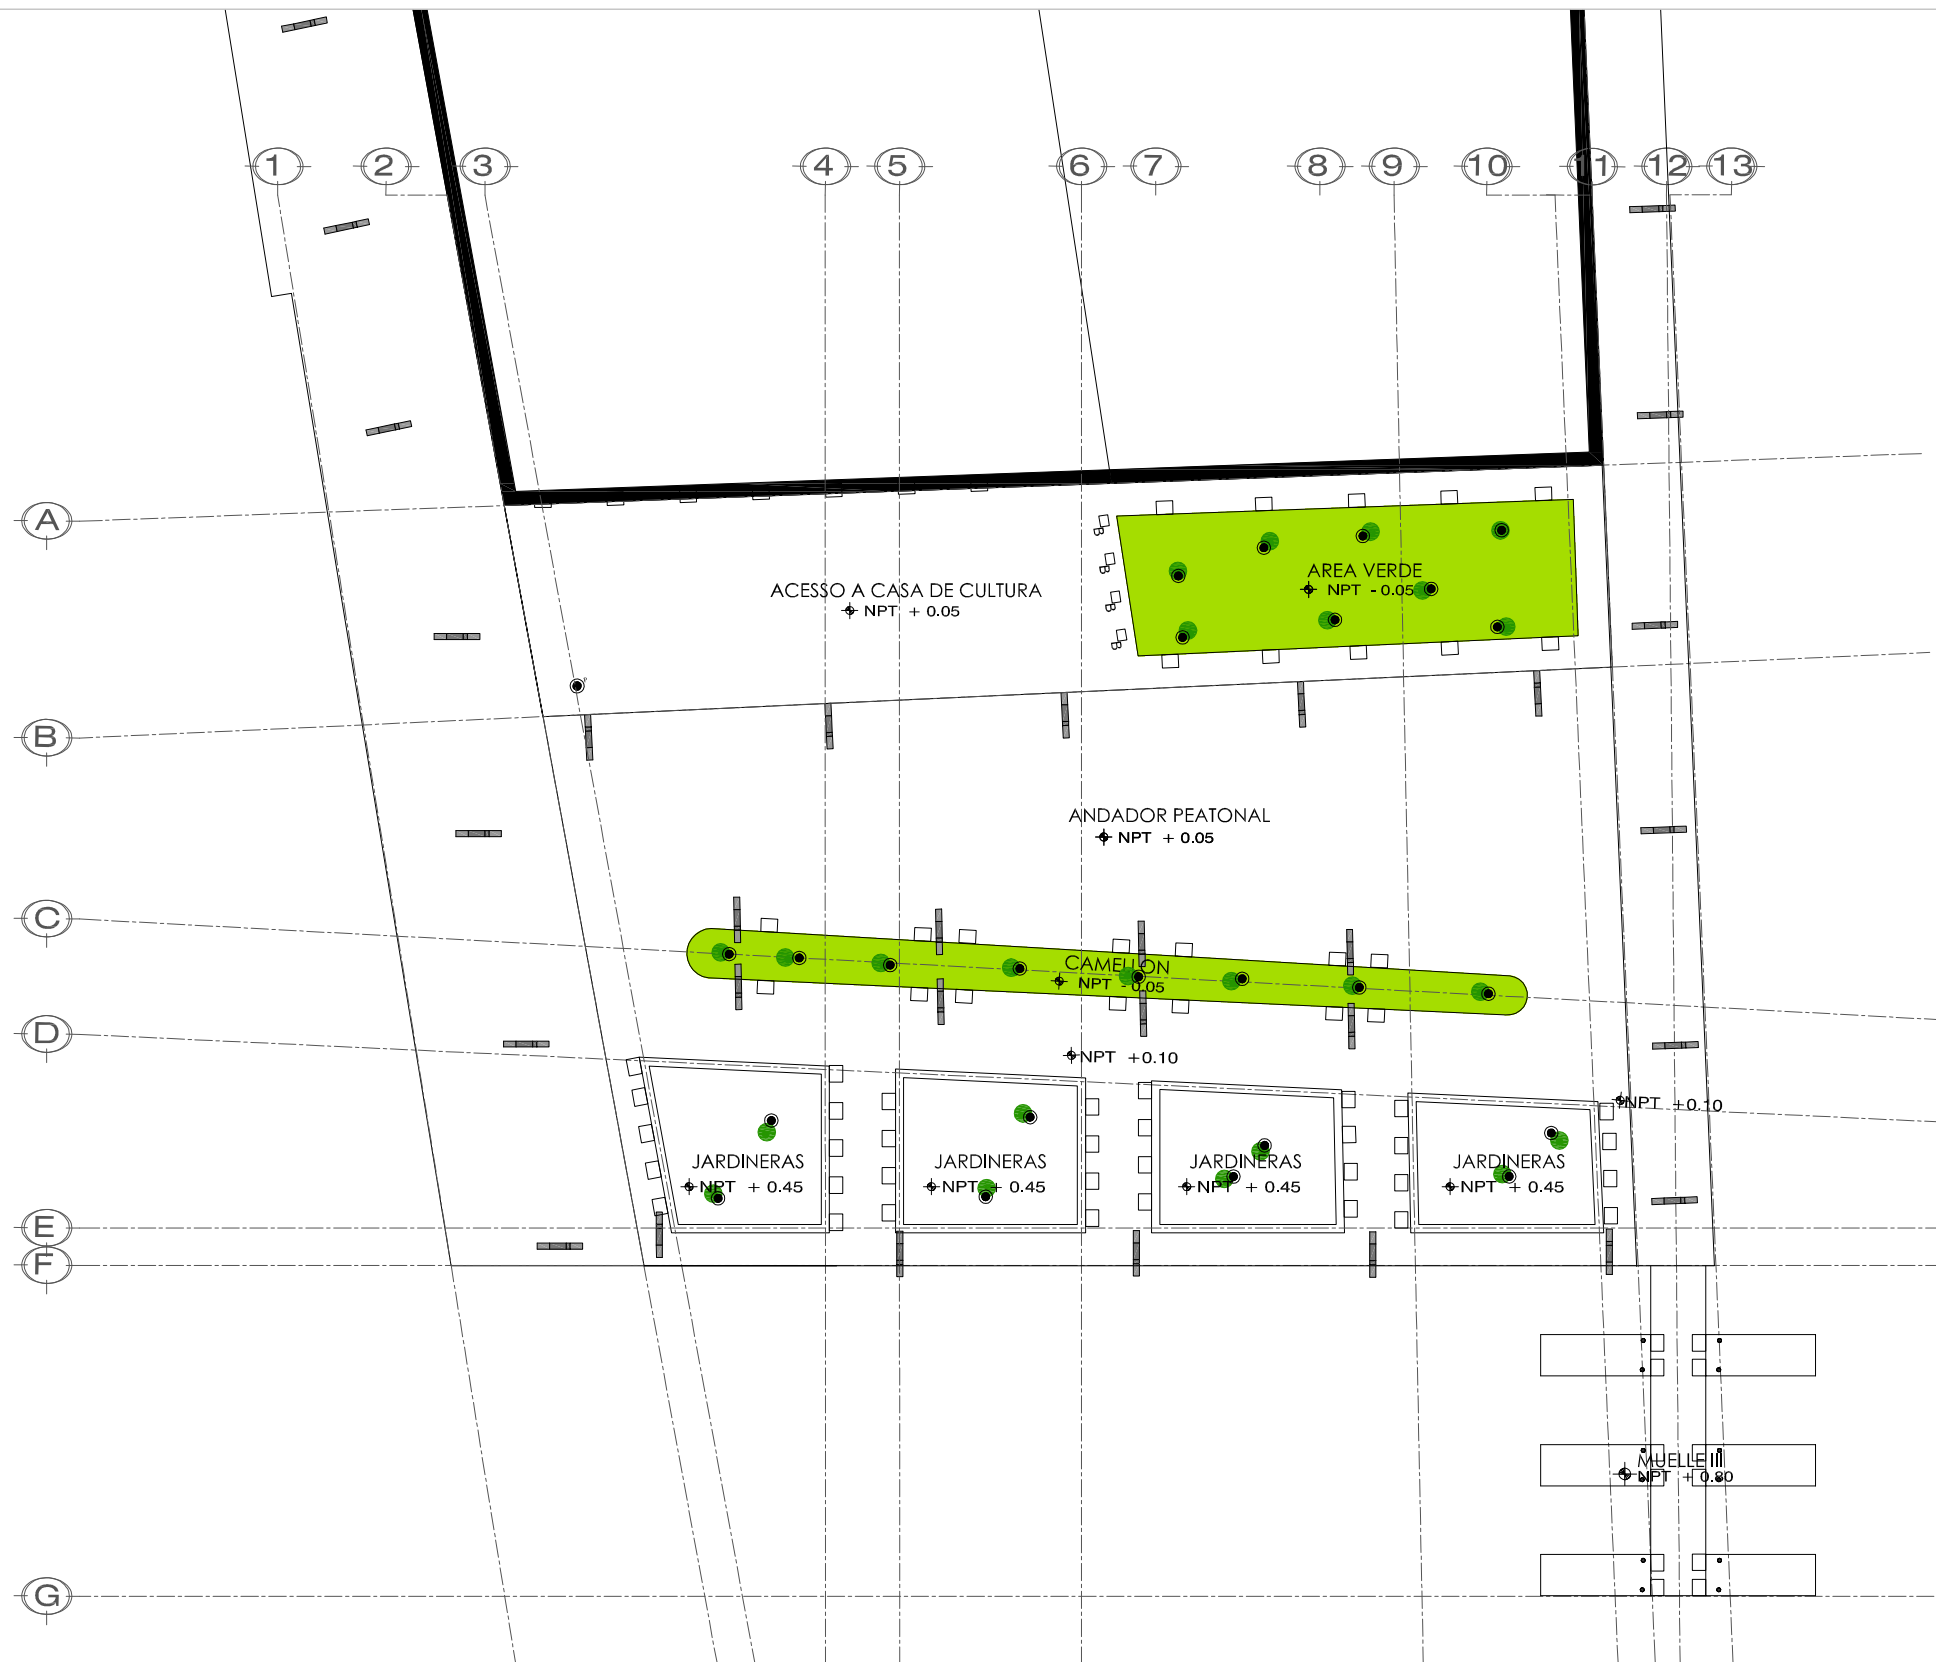 1 2 3 4 5 6 7 8 9 10 11 12 13
A
B
B
B
B
AREA VERDE
NPT - 0.05
ACESSO A CASA DE CULTURA
NPT + 0.05
B
ANDADOR PEATONAL
NPT + 0.05
C
CAMELLON
NPT - 0.05
D
NPT +0.10
NPT +0.10
JARDINERAS
NPT + 0.45
JARDINERAS
NPT + 0.45
JARDINERAS
NPT + 0.45
JARDINERAS
NPT + 0.45
E
F
MUELLE III
NPT + 0.80
G